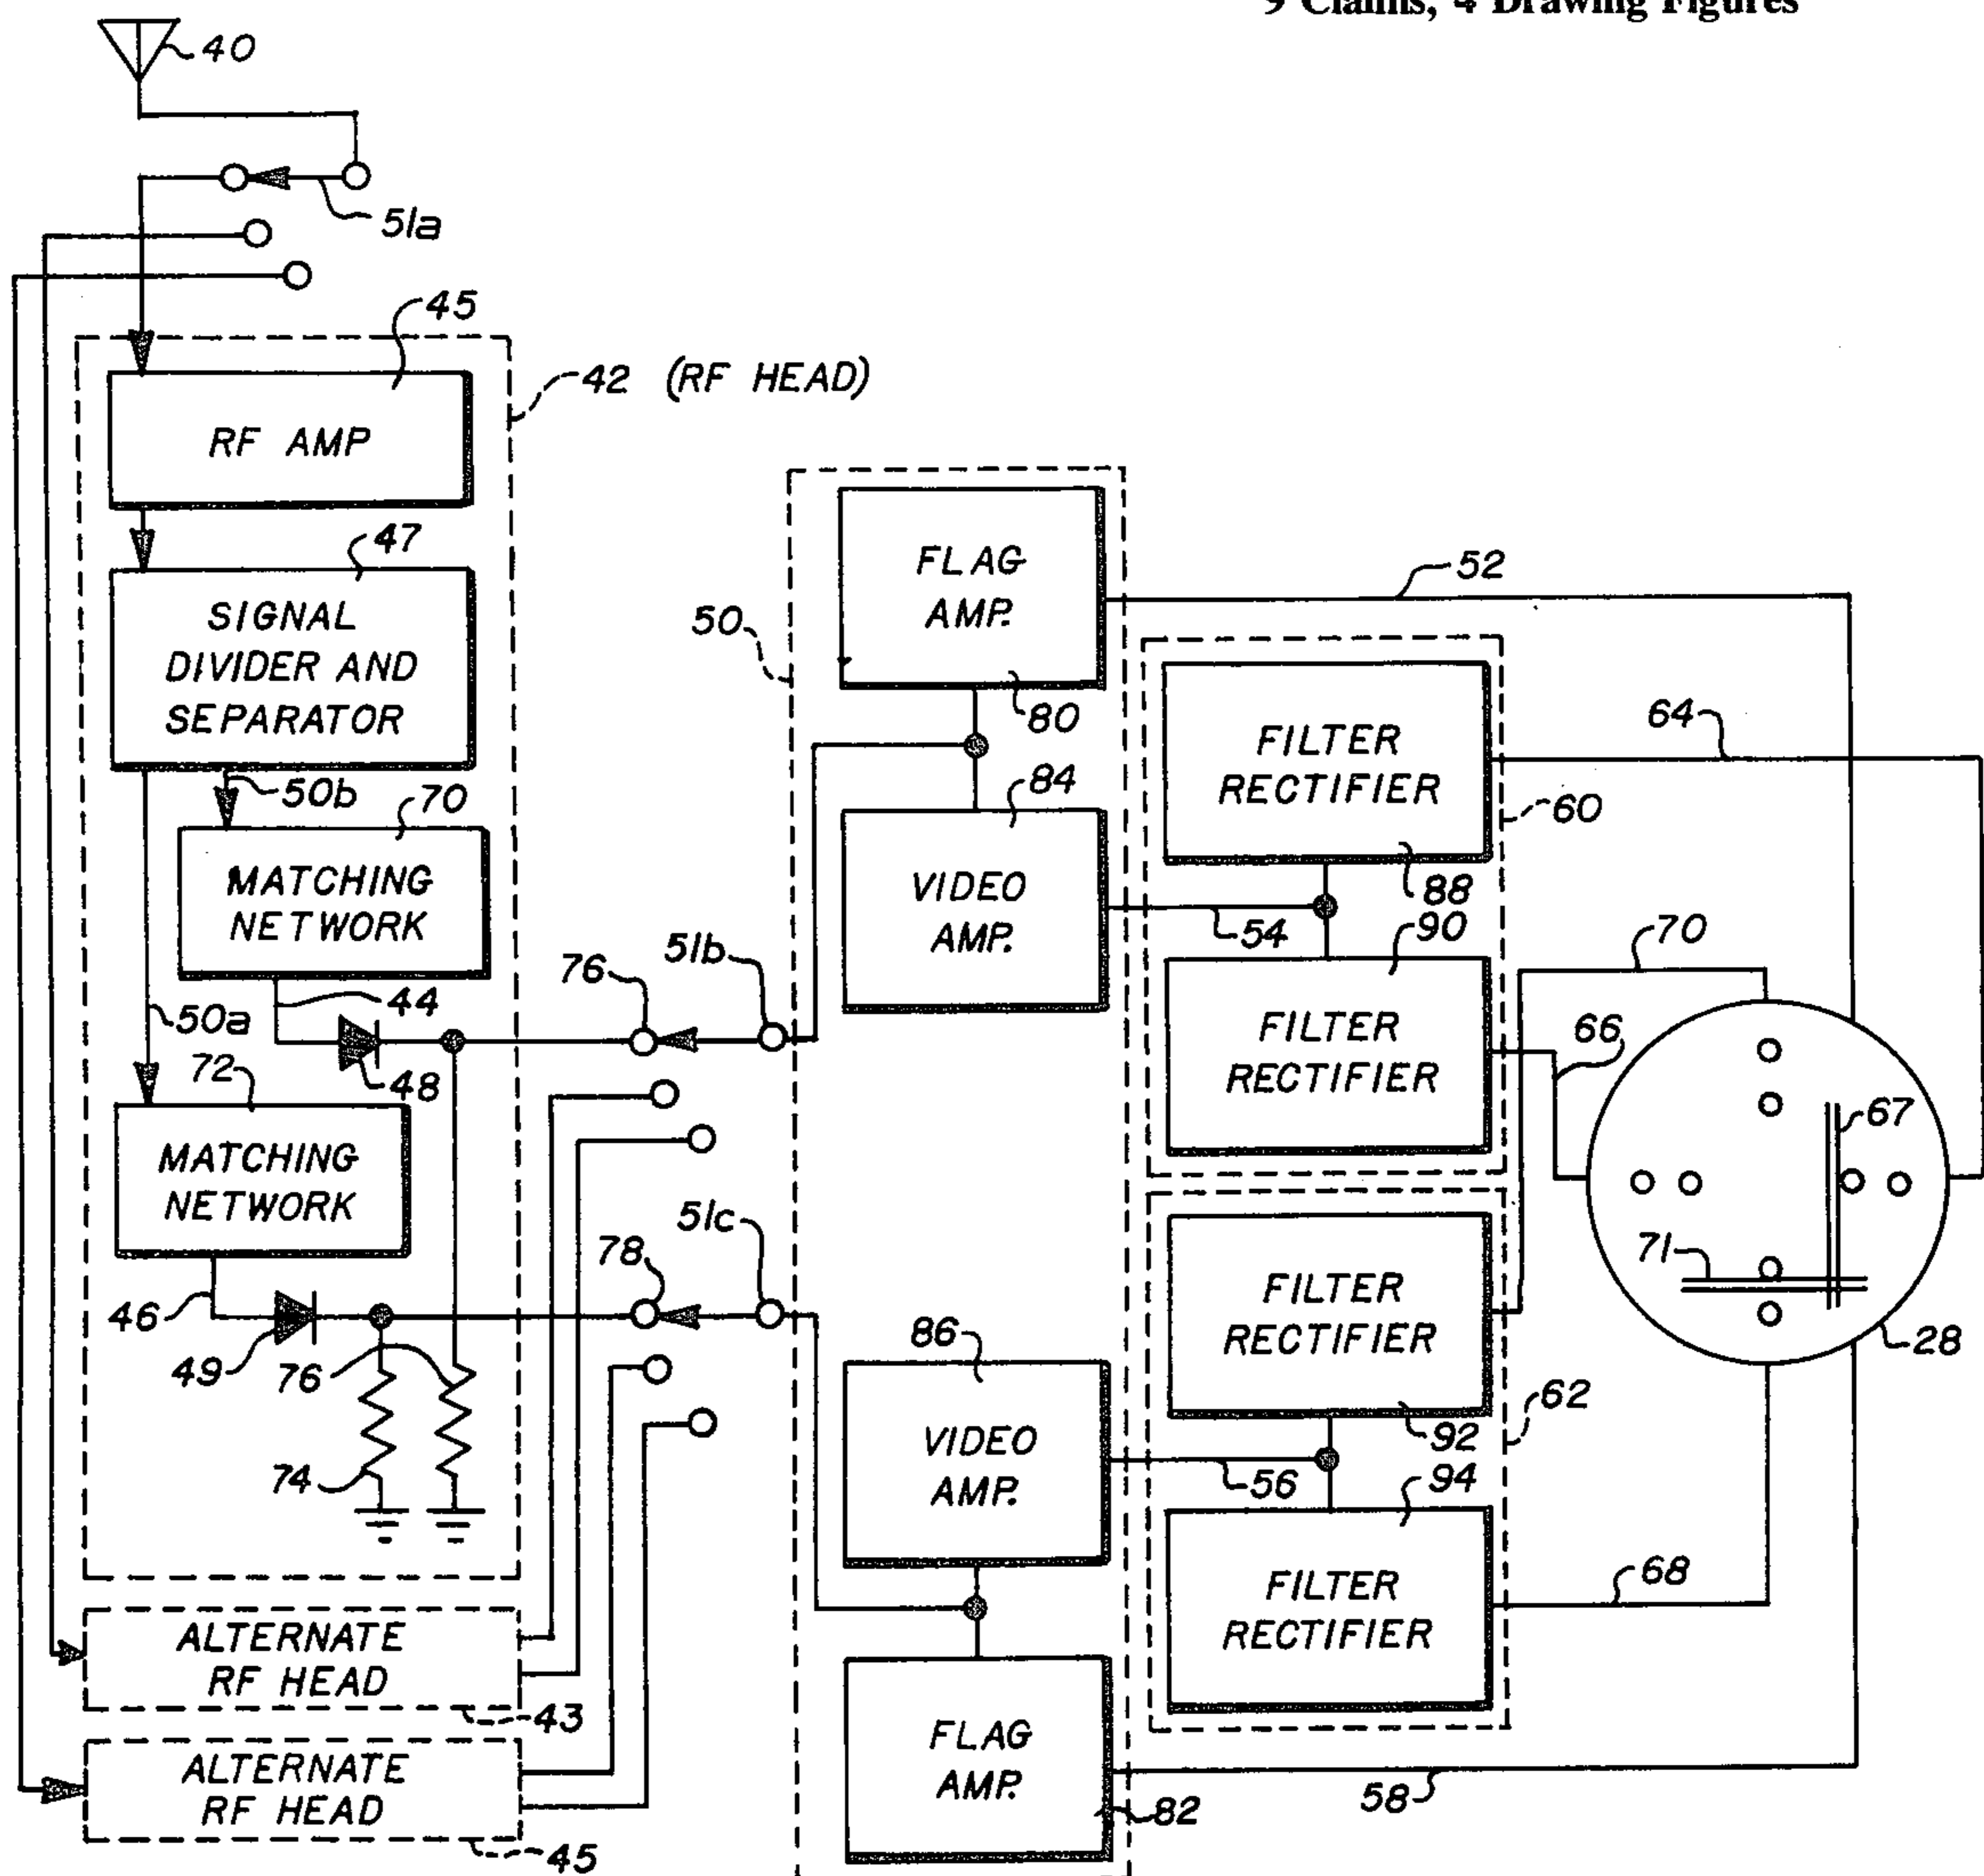 9 Claims, 4 Drawing Figures
40
51a
45
42 (RF HEAD)
RF AMP
47
SIGNAL
DIVIDER AND
SEPARATOR
50b
70
MATCHING
NETWORK
44
50a
48
72
MATCHING
NETWORK
46
49
76
74
ALTERNATE
RF HEAD
43
ALTERNATE
RF HEAD
45
76
51b
78
51c
50
FLAG
AMP.
80
84
VIDEO
AMP.
86
VIDEO
AMP.
FLAG
AMP.
82
52
54
56
58
FILTER
RECTIFIER
60
88
90
FILTER
RECTIFIER
FILTER
RECTIFIER
92
62
94
FILTER
RECTIFIER
64
70
66
67
71
28
68